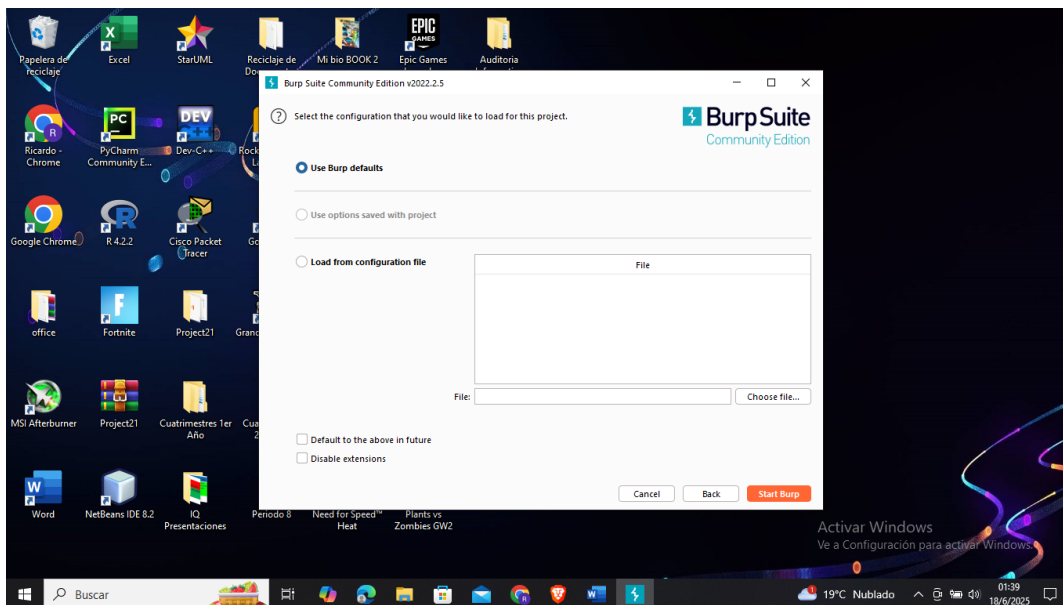 EPIC
GAMES
Papelera de
reciclaje
Excel
StarUML
Reciclaje de
Mi bio BOOK 2
Epic Games
Auditoria
Burp Suite Community Edition v2022.2.5
Select the configuration that you would like to load for this project.
Burp Suite
Community Edition
Use Burp defaults
Use options saved with project
Load from configuration file
File
File:
Choose file...
Default to the above in future
Disable extensions
Cancel
Back
Start Burp
PC
DEV
C++
R
Ricardo -
Chrome
PyCharm
Community E...
Dev-C++
Google Chrome
R 4.2.2
Cisco Packet
Tracer
office
Fortnite
Project21
MSI Afterburner
Project21
Cuatrimestres 1er
Año
Word
NetBeans IDE 8.2
IQ
Presentaciones
Periodo 8
Need for Speed™
Heat
Plants vs
Zombies GW2
Activar Windows
Ve a Configuración para activar Windows.
Buscar
19°C Nublado
01:39
18/6/2025